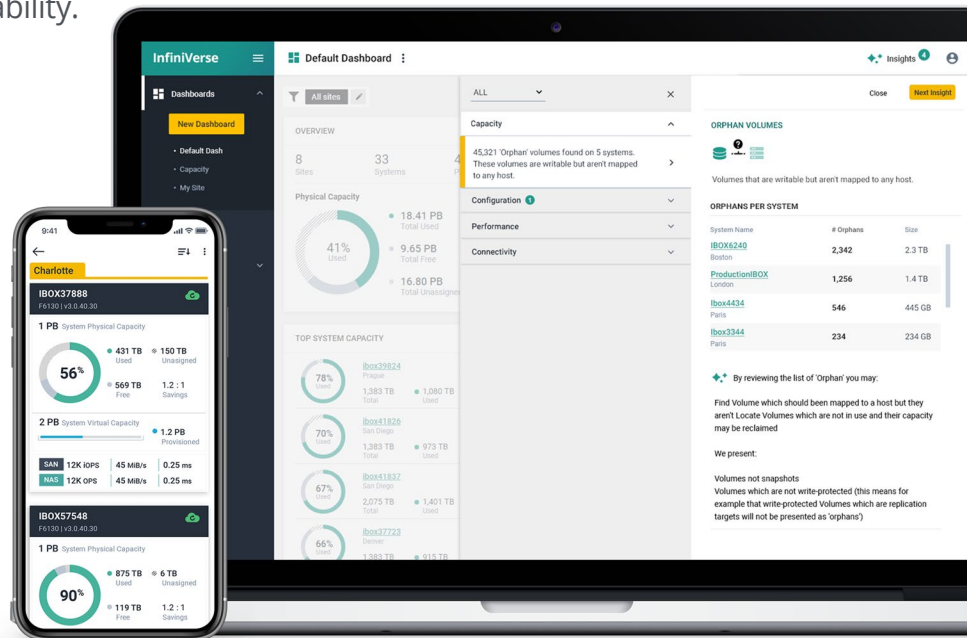 ability.
InfiniVerse
Default Dashboard
Insights 4
Dashboards
New Dashboard
Default Dash
Capacity
My Site
All sites
OVERVIEW
8
Sites
33
Systems
4
P
Physical Capacity
41%
Used
18.41 PB
Total Used
9.65 PB
Total Free
16.80 PB
Total Unassigne
TOP SYSTEM CAPACITY
78%
Used
ibox39824
Prague
1,383 TB
Total
1,080 TB
Used
70%
Used
ibox41826
San Diego
1,383 TB
Total
973 TB
Used
67%
Used
ibox41837
San Diego
2,075 TB
Total
1,401 TB
Used
66%
Used
ibox37723
Denver
1,383 TB
Total
915 TB
Used
ALL
Capacity
45,321 'Orphan' volumes found on 5 systems.
These volumes are writable but aren't mapped
to any host.
Configuration 1
Performance
Connectivity
Close
Next Insight
ORPHAN VOLUMES
?
Volumes that are writable but aren't mapped to any host.
ORPHANS PER SYSTEM
System Name # Orphans Size
IBOX6240 2,342 2.3 TB
Boston
ProductionIBOX 1,256 1.4 TB
London
Ibox4434 546 445 GB
Paris
Ibox3344 234 234 GB
Paris
By reviewing the list of 'Orphan' you may:
Find Volume which should been mapped to a host but they
aren't Locate Volumes which are not in use and their capacity
may be reclaimed
We present:
Volumes not snapshots
Volumes which are not write-protected (this means for
example that write-protected Volumes which are replication
targets will not be presented as 'orphans')
9:41
Charlotte
IBOX37888
F6130 | v3.0.40.30
1 PB System Physical Capacity
56%
431 TB
Used
150 TB
Unasigned
569 TB
Free
1.2 : 1
Savings
2 PB System Virtual Capacity
1.2 PB
Provisioned
SAN 12K iOPS 45 MiB/s 0.25 ms
NAS 12K OPS 45 MiB/s 0.25 ms
IBOX57548
F6130 | v3.0.40.30
1 PB System Physical Capacity
90%
875 TB
Used
6 TB
Unasigned
119 TB
Free
1.2 : 1
Savings